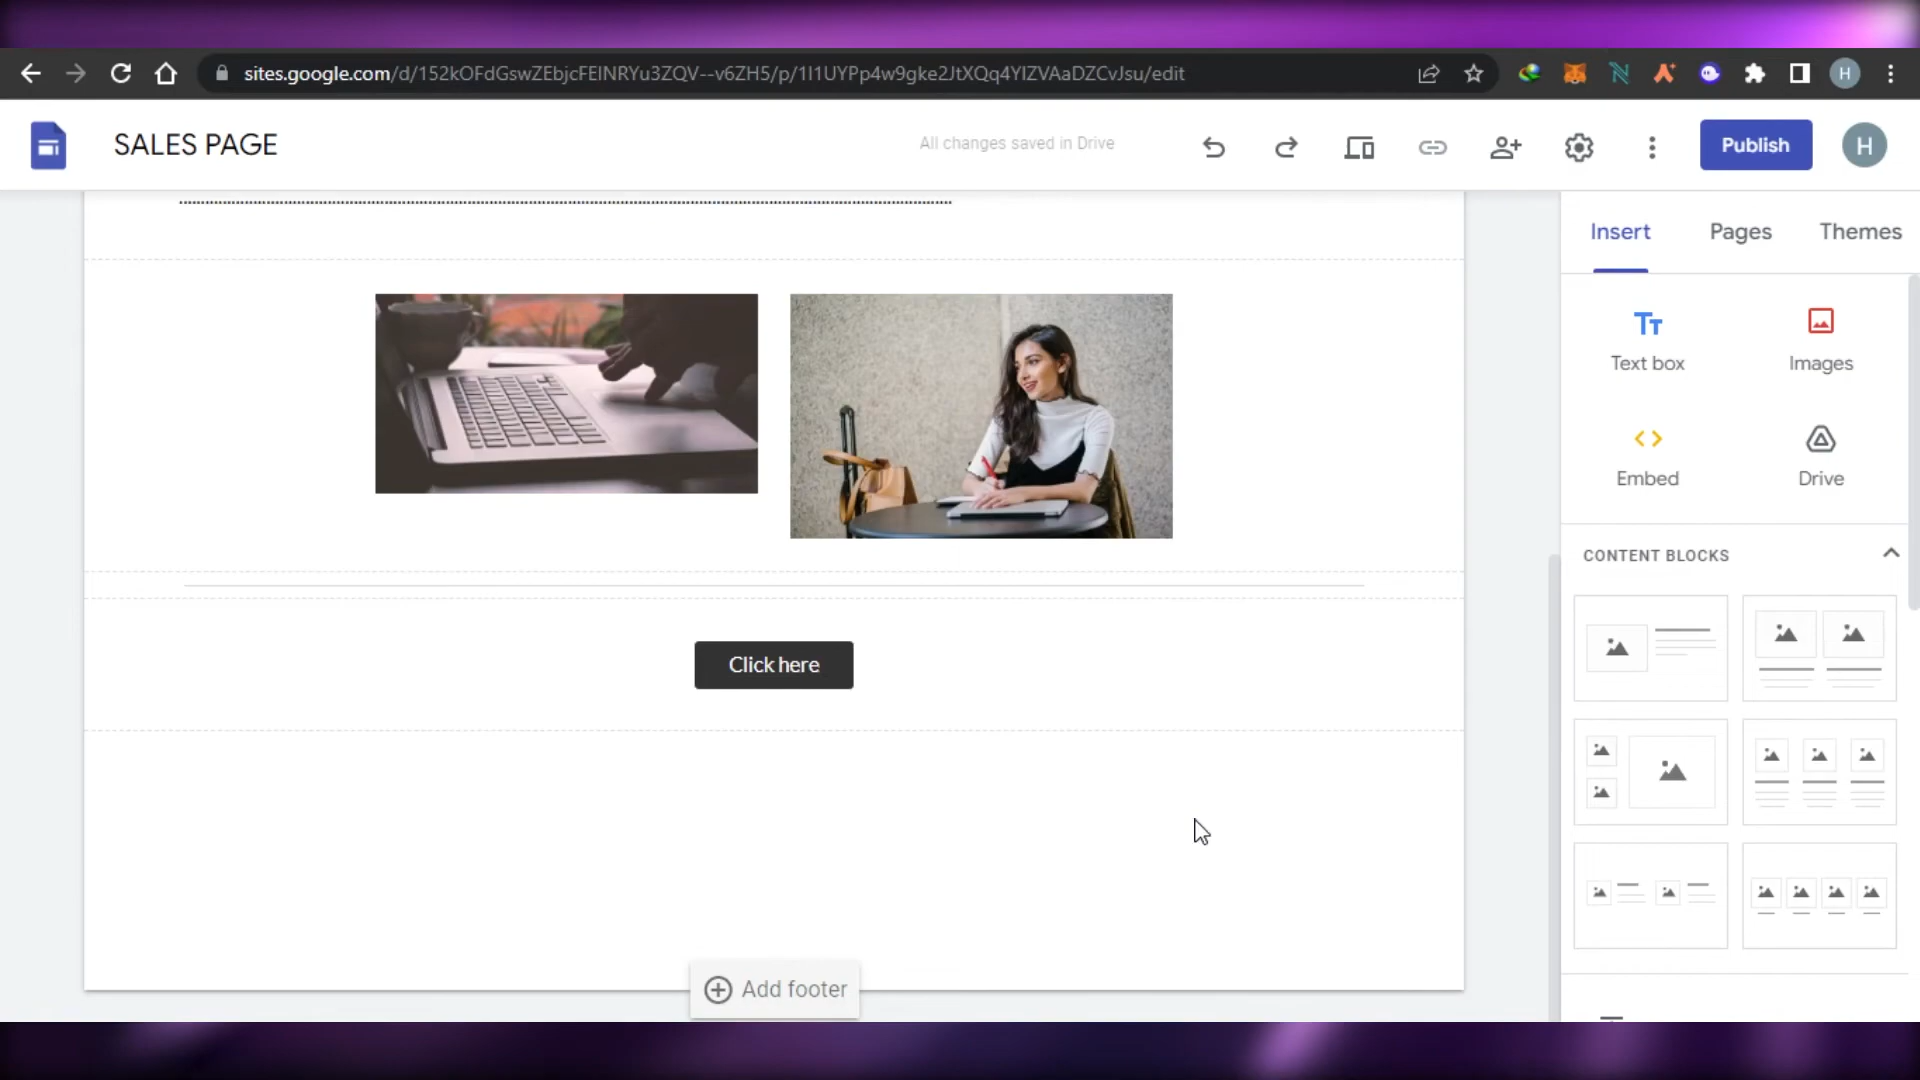 sites.google.com/d/152kOFdGswZEbjcFEINRYu3ZQV--v6ZH5/p/1I1UYPp4w9gke2JtXQq4YIZVAaDZCvJsu/edit
H
SALES PAGE
All changes saved in Drive
Publish
H
Insert
Pages
Themes
Text box
Images
Embed
Drive
CONTENT BLOCKS
Click here
Add footer